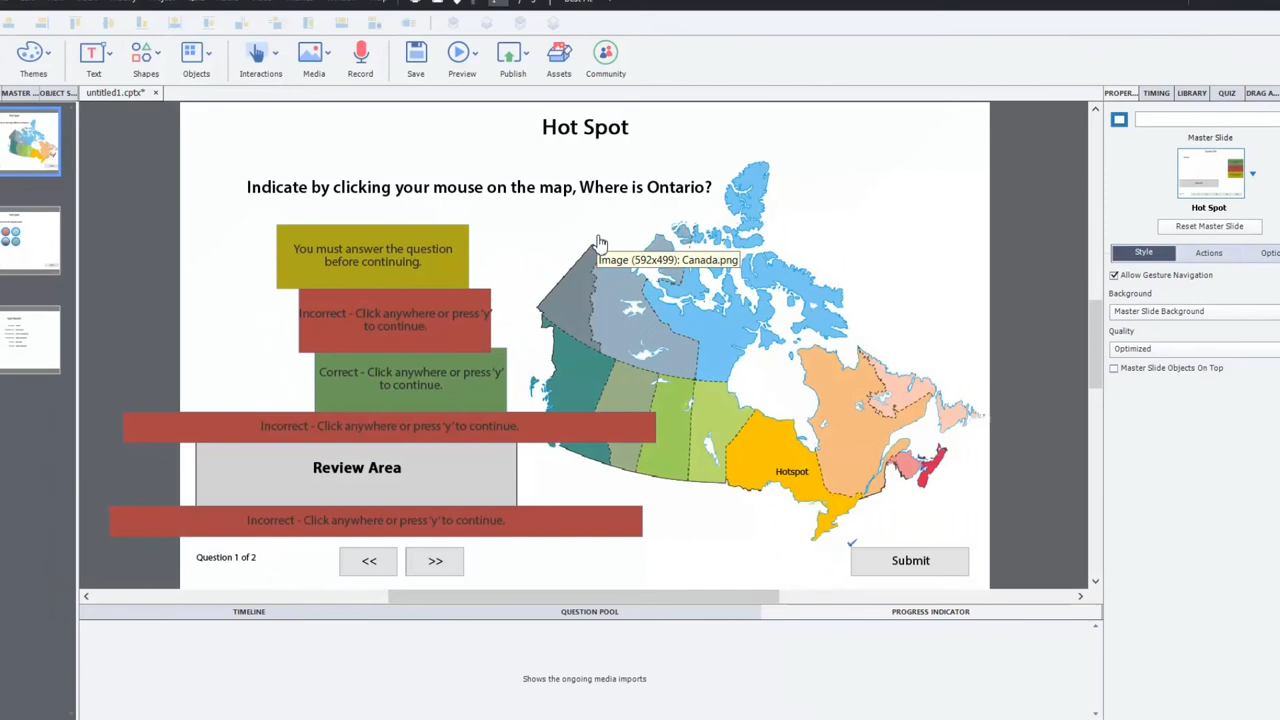 Themes
Text
Shapes
Objects
Interactions
Media
Record
Save
Preview
Publish
Assets
Community
MASTER ...
OBJECT S...
untitled1.cptx*
PROPER...
TIMING
LIBRARY
QUIZ
DRAG A...
Hot Spot
Indicate by clicking your mouse on the map, Where is Ontario?
You must answer the question
before continuing.
Image (592x499): Canada.png
Incorrect - Click anywhere or press 'y'
to continue.
Correct - Click anywhere or press 'y'
to continue.
Incorrect - Click anywhere or press 'y' to continue.
Review Area
Hotspot
Incorrect - Click anywhere or press 'y' to continue.
Question 1 of 2
<<
>>
Submit
Master Slide
Hot Spot
Reset Master Slide
Style
Actions
Optio
Allow Gesture Navigation
Background
Master Slide Background
Quality
Optimized
Master Slide Objects On Top
TIMELINE
QUESTION POOL
PROGRESS INDICATOR
Shows the ongoing media imports